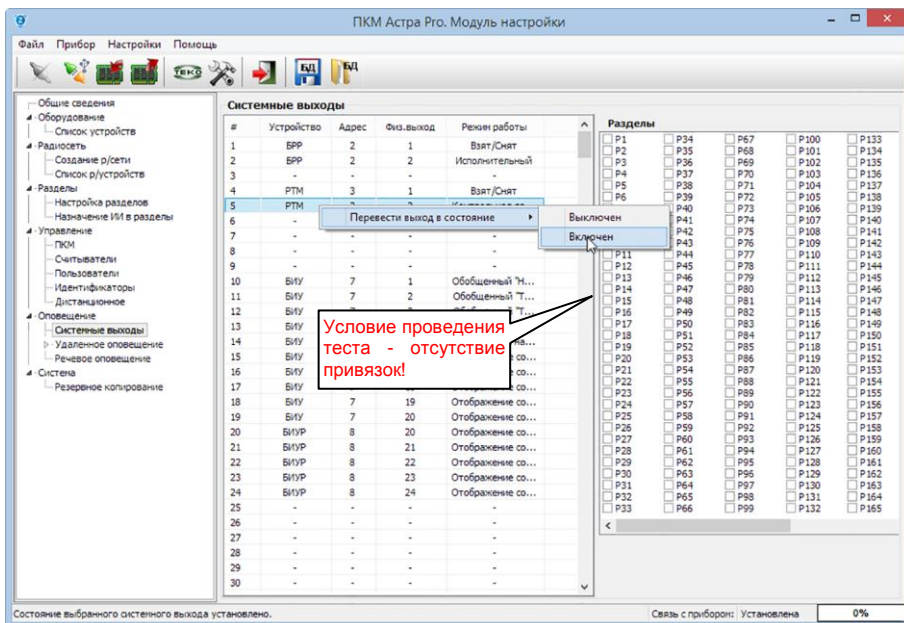 ПКМ Астра Pro. Модуль настройки
Файл Прибор Настройки Помощь
ТЕКО БД БД
Общие сведения
Оборудование
Список устройств
Радиосеть
Создание р/сети
Список р/устройств
Разделы
Настройка разделов
Назначение ИИ в разделы
Управление
ПКМ
Считыватели
Пользователи
Идентификаторы
Дистанционное
Оповещение
Системные выходы
Удаленное оповещение
Речевое оповещение
Система
Резервное копирование
Системные выходы
# Устройство Адрес Физ.выход Режим работы
1 БРР 2 1 Взят/Снят
2 БРР 2 2 Исполнительный
3 - - - -
4 РТМ 3 1 Взят/Снят
5 РТМ
6 -
7 - - - -
8 - - - -
9 - - - -
10 БИУ 7 1 Обобщенный "Н...
11 БИУ 7 2 Обобщенный "Т...
12 БИУ
13 БИУ
14 БИУ
15 БИУ
16 БИУ
17 БИУ
18 БИУ 7 19 Отображение со...
19 БИУ 7 20 Отображение со...
20 БИУР 8 20 Отображение со...
21 БИУР 8 21 Отображение со...
22 БИУР 8 22 Отображение со...
23 БИУР 8 23 Отображение со...
24 БИУР 8 24 Отображение со...
25 - - - -
26 - - - -
27 - - - -
28 - - - -
29 - - - -
30 - - - -
Перевести выход в состояние
Выключен
Включен
Условие проведения
теста - отсутствие
привязок!
Разделы
P1 P34 P67 P100 P133
P2 P35 P68 P101 P134
P3 P36 P69 P102 P135
P4 P37 P70 P103 P136
P5 P38 P71 P104 P137
P6 P39 P72 P105 P138
P40 P73 P106 P139
P41 P74 P107 P140
P42 P75 P108 P141
P43 P76 P109 P142
P11 P44 P77 P110 P143
P12 P45 P78 P111 P144
P13 P46 P79 P112 P145
P14 P47 P80 P113 P146
P15 P48 P81 P114 P147
P16 P49 P82 P115 P148
P17 P50 P83 P116 P149
P18 P51 P84 P117 P150
P19 P52 P85 P118 P151
P20 P53 P86 P119 P152
P21 P54 P87 P120 P153
P22 P55 P88 P121 P154
P23 P56 P89 P122 P155
P24 P57 P90 P123 P156
P25 P58 P91 P124 P157
P26 P59 P92 P125 P158
P27 P60 P93 P126 P159
P28 P61 P94 P127 P160
P29 P62 P95 P128 P161
P30 P63 P96 P129 P162
P31 P64 P97 P130 P163
P32 P65 P98 P131 P164
P33 P66 P99 P132 P165
Состояние выбранного системного выхода установлено. Связь с прибором: Установлена 0%